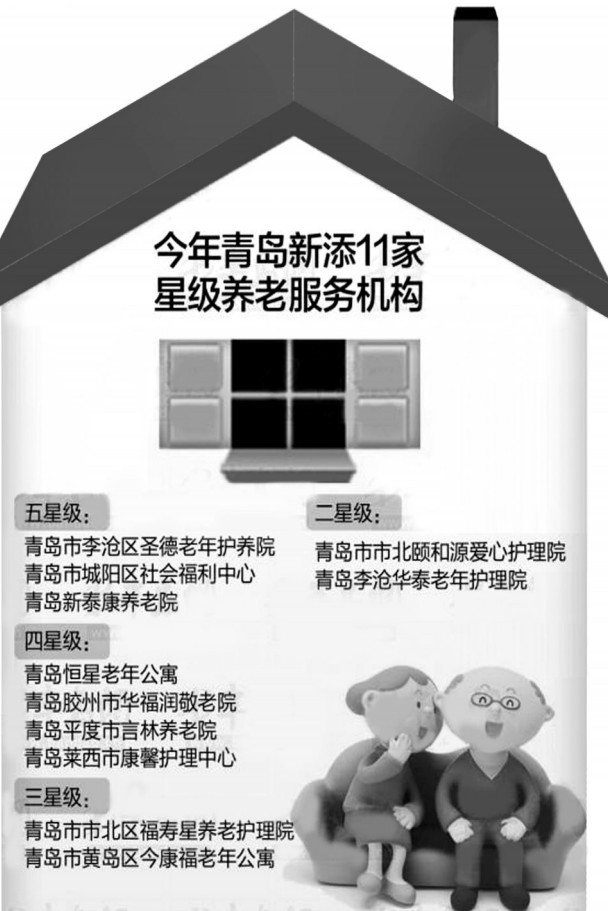 今年青岛新添11家
星级养老服务机构
五星级：
青岛市李沧区圣德老年护养院
青岛市城阳区社会福利中心
青岛新泰康养老院
四星级：
青岛恒星老年公寓
青岛胶州市华福润敬老院
青岛平度市言林养老院
青岛莱西市康馨护理中心
三星级：
青岛市市北区福寿星养老护理院
青岛市黄岛区今康福老年公寓
二星级：
青岛市市北颐和源爱心护理院
青岛李沧华泰老年护理院